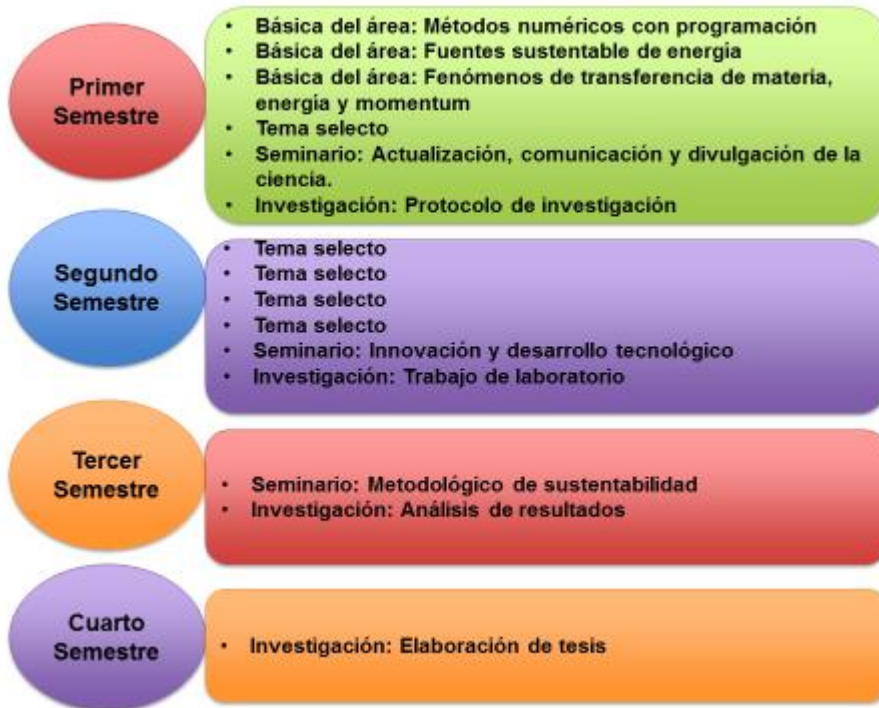 Primer
Semestre
• Básica del área: Métodos numéricos con programación
• Básica del área: Fuentes sustentable de energía
• Básica del área: Fenómenos de transferencia de materia,
energía y momentum
• Tema selecto
• Seminario: Actualización, comunicación y divulgación de la
ciencia.
• Investigación: Protocolo de investigación
Segundo
Semestre
• Tema selecto
• Tema selecto
• Tema selecto
• Tema selecto
• Seminario: Innovación y desarrollo tecnológico
• Investigación: Trabajo de laboratorio
Tercer
Semestre
• Seminario: Metodológico de sustentabilidad
• Investigación: Análisis de resultados
Cuarto
Semestre
• Investigación: Elaboración de tesis